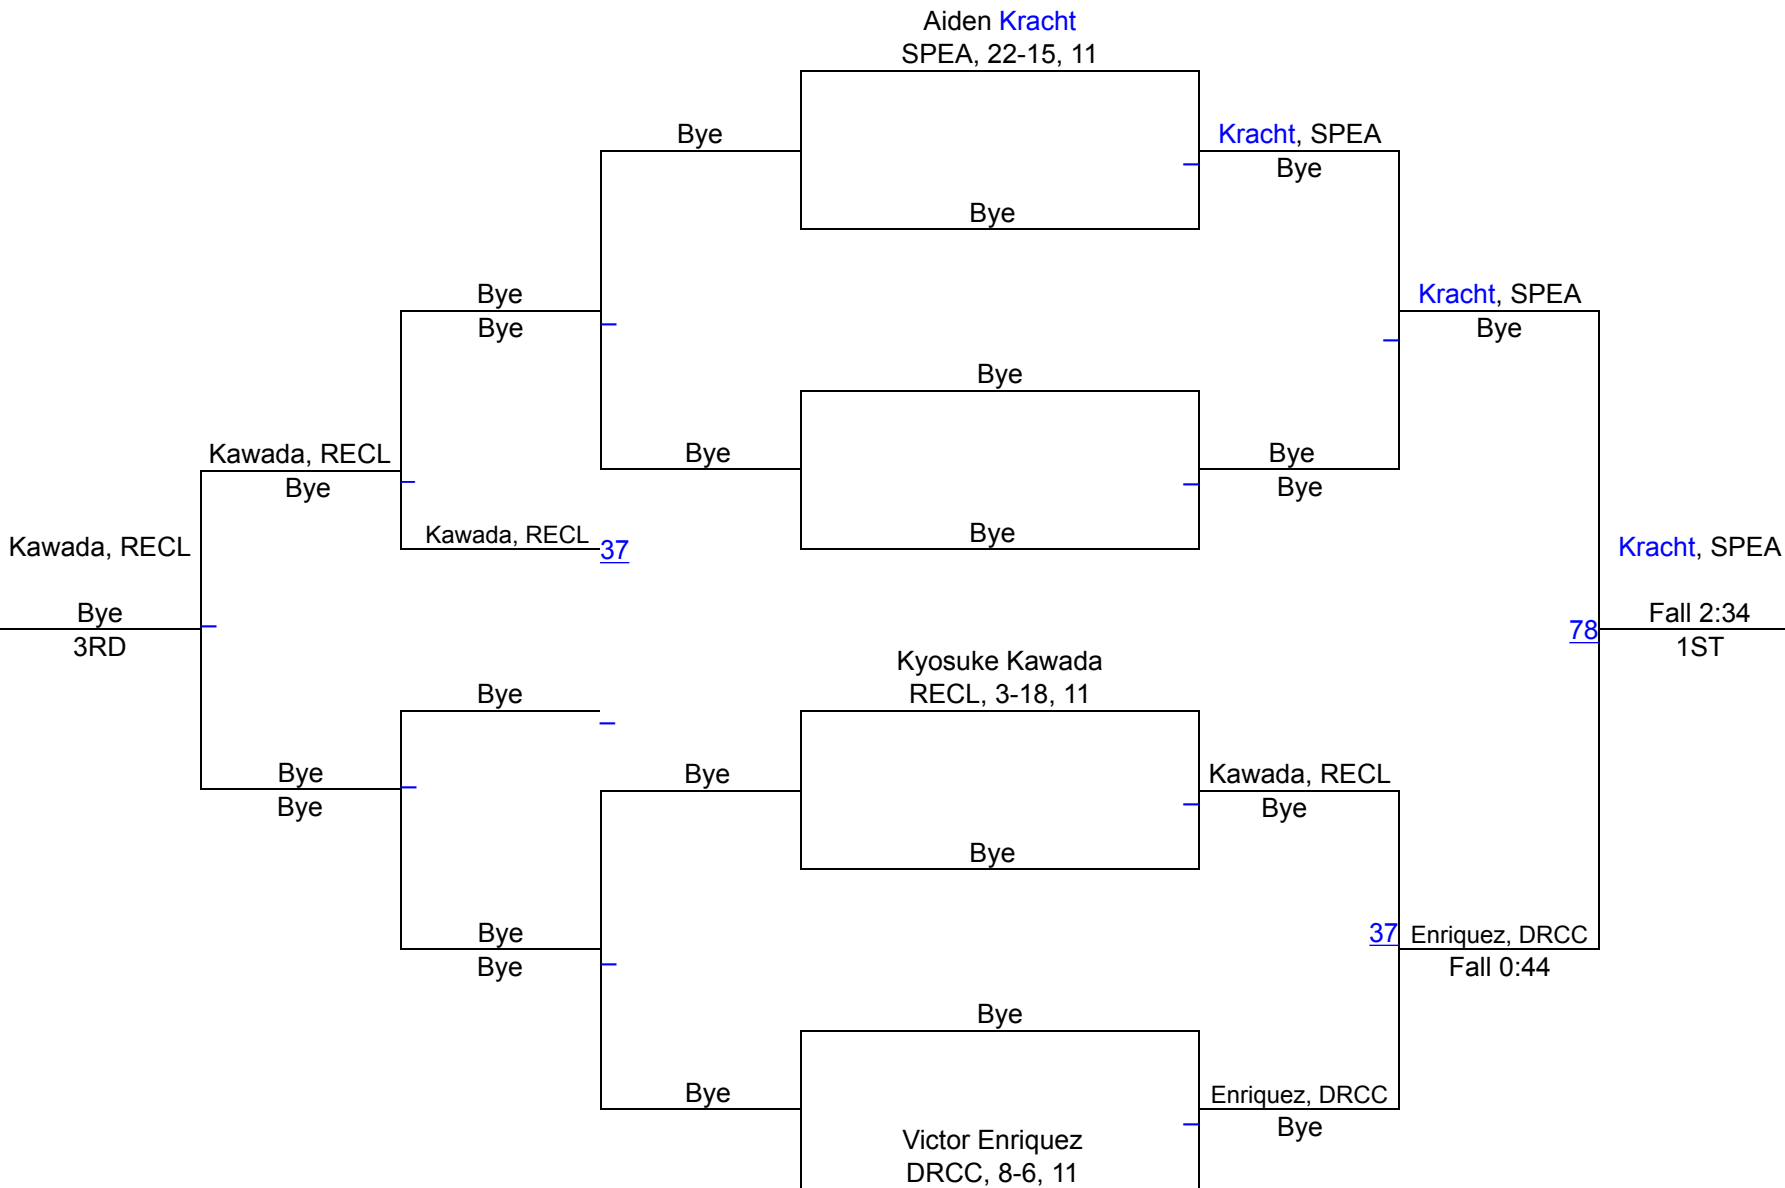 Aiden Kracht
SPEA, 22-15, 11
Bye
Kracht, SPEA
Bye
Bye
Bye
Bye
Kracht, SPEA
Bye
Bye
Kawada, RECL
Bye
Bye
Bye
Bye
Kawada, RECL
Kawada, RECL
37
Bye
Kracht, SPEA
Bye
3RD
Fall 2:34
78
1ST
Kyosuke Kawada
RECL, 3-18, 11
Bye
Bye
Bye
Bye
Kawada, RECL
Bye
Bye
Bye
Bye
37
Enriquez, DRCC
Fall 0:44
Bye
Bye
Enriquez, DRCC
Bye
Victor Enriquez
DRCC, 8-6, 11